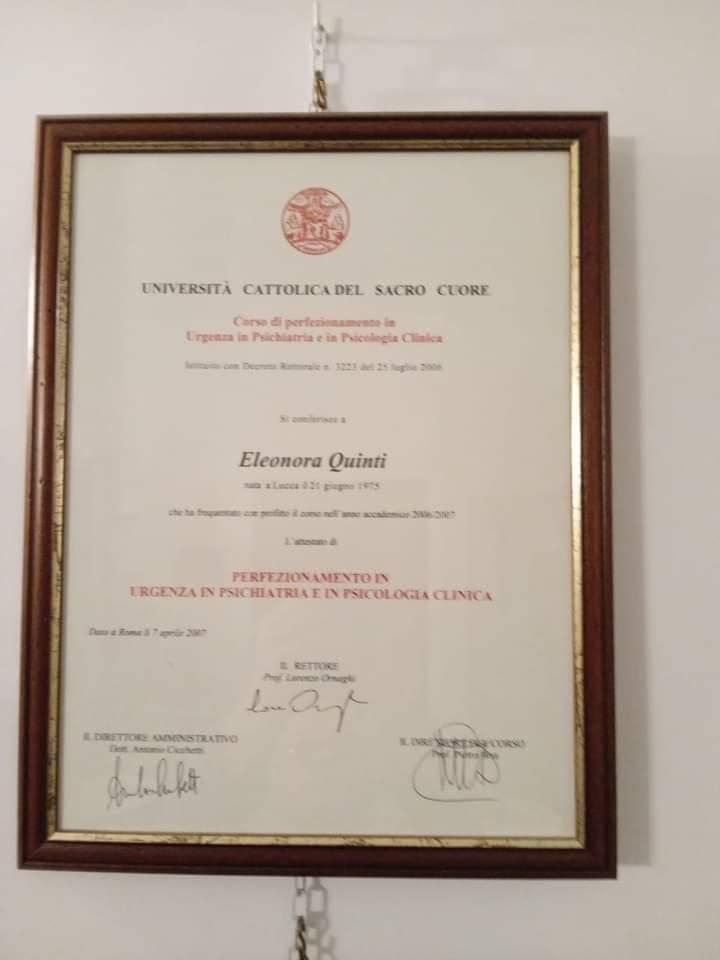 UNIVERSITÀ CATTOLICA DEL SACRO CUORE
Corso di perfezionamento in
Urgenza in Psichiatria e in Psicologia Clinica
Istituito con Decreto Rettorale n. 3223 del 25 luglio 2006
Si conferisce a
Eleonora Quinti
nata a Lucca il 21 giugno 1975
che ha frequentato con profitto il corso nell'anno accademico 2006/2007
L'attestato di
PERFEZIONAMENTO IN
URGENZA IN PSICHIATRIA E IN PSICOLOGIA CLINICA
Dato a Roma li 7 aprile 2007
IL RETTORE
Prof. Lorenzo Ornaghi
IL DIRETTORE AMMINISTRATIVO
Dott. Antonio Cicchetti
IL DIRETTORE DEL CORSO
Prof. Pietro